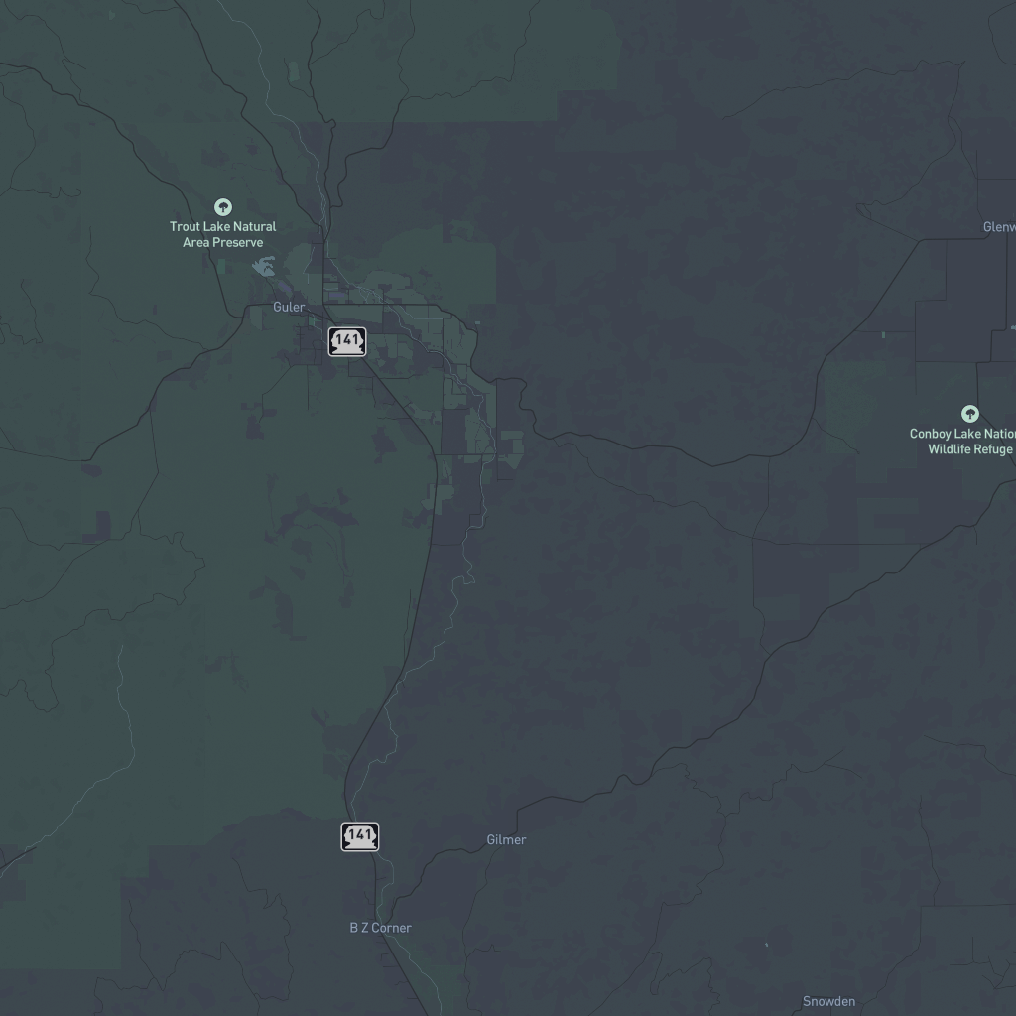 Trout Lake Natural
Area Preserve
Glenw
Guler
141
Conboy Lake Nation
Wildlife Refuge
141
Gilmer
B Z Corner
Snowden